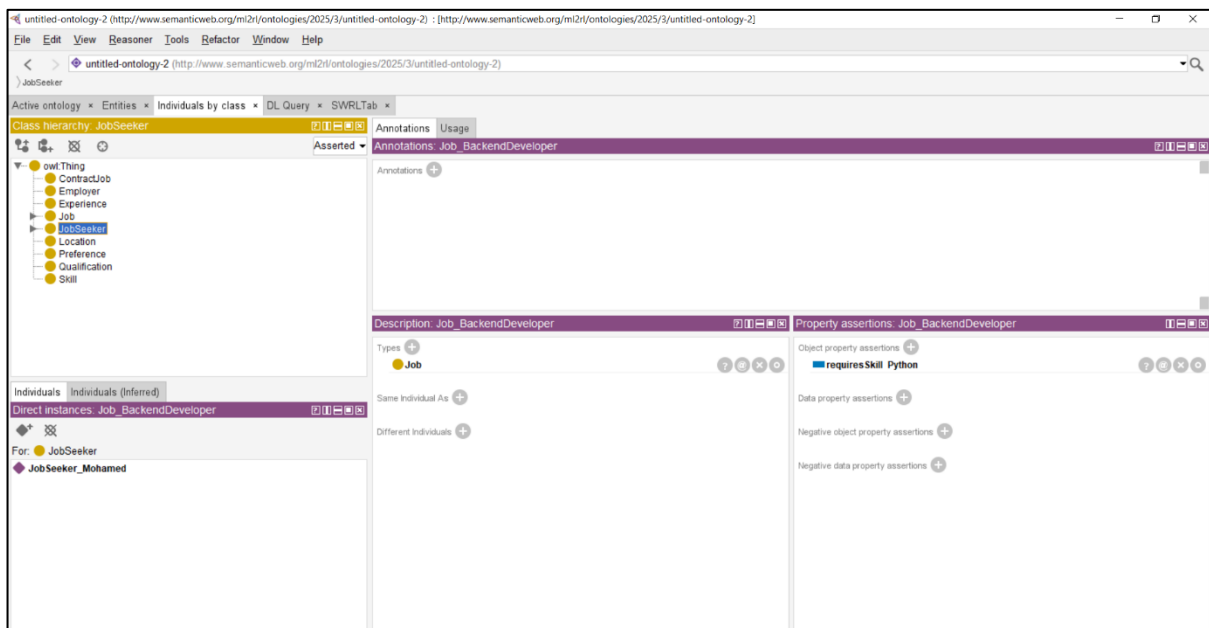 untitled-ontology-2 (http://www.semanticweb.org/ml2rl/ontologies/2025/3/untitled-ontology-2) : [http://www.semanticweb.org/ml2rl/ontologies/2025/3/untitled-ontology-2]
File Edit View Reasoner Tools Refactor Window Help
untitled-ontology-2 (http://www.semanticweb.org/ml2rl/ontologies/2025/3/untitled-ontology-2)
JobSeeker
Active ontology × Entities × Individuals by class × DL Query × SWRLTab ×
Class hierarchy: JobSeeker
Asserted
owl:Thing
ContractJob
Employer
Experience
Job
JobSeeker
Location
Preference
Qualification
Skill
Individuals Individuals (Inferred)
Direct instances: Job_BackendDeveloper
For: JobSeeker
JobSeeker_Mohamed
Annotations Usage
Annotations: Job_BackendDeveloper
Annotations
Description: Job_BackendDeveloper
Types
Job
Same Individual As
Different Individuals
Property assertions: Job_BackendDeveloper
Object property assertions
requiresSkill Python
Data property assertions
Negative object property assertions
Negative data property assertions